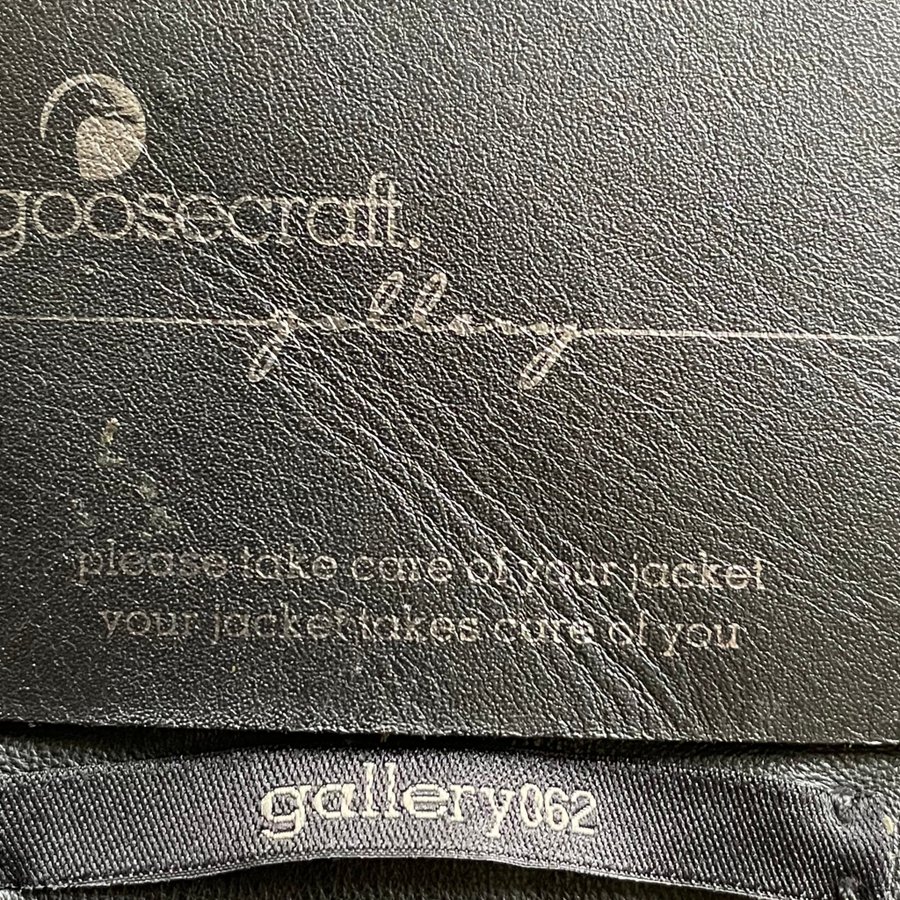 goosecraft.
gallery
please take care of your jacket
your jacket takes care of you
gallery062